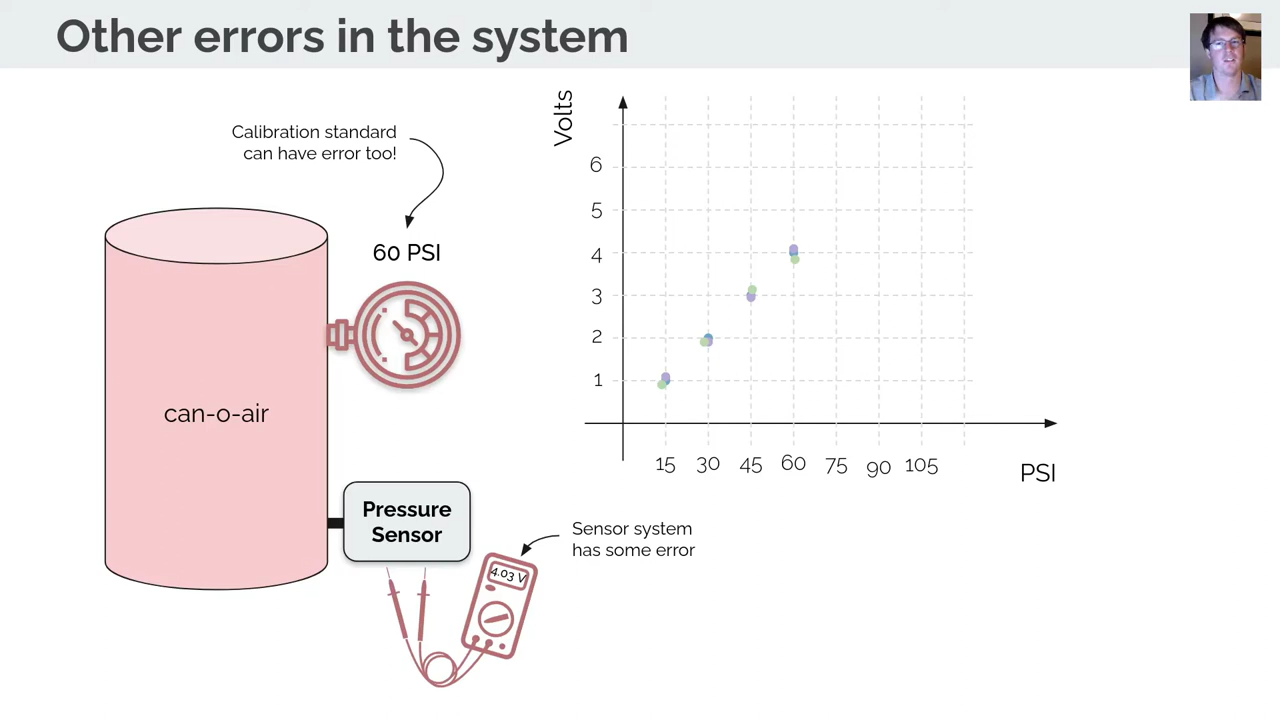 Other errors in the system
Calibration standard
can have error too!
60 PSI
can-o-air
Pressure
Sensor
4.03 V
Sensor system
has some error
Volts
6
5
4
3
2
1
15 30 45 60 75 90 105
PSI